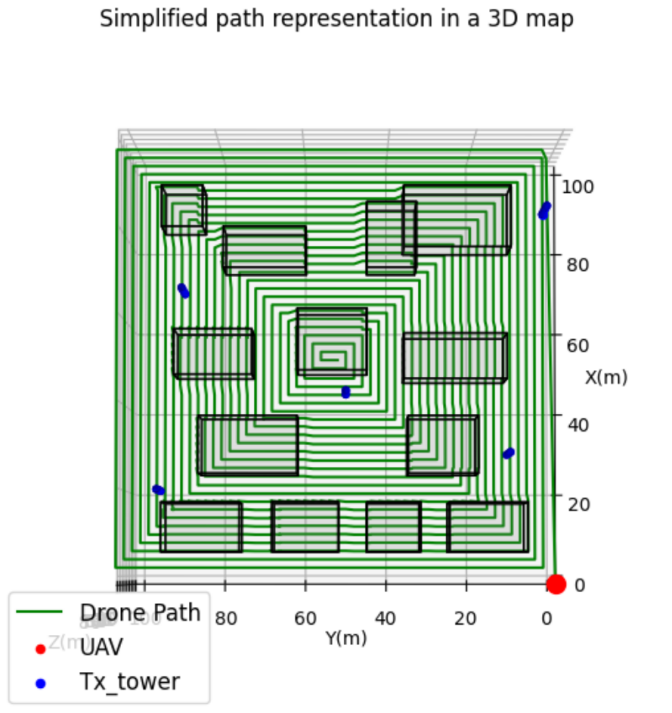 Simplified path representation in a 3D map
100
80
60
X(m)
40
20
0
100 80 60 40 20 0
Z(m) Y(m)
Drone Path
UAV
Tx_tower